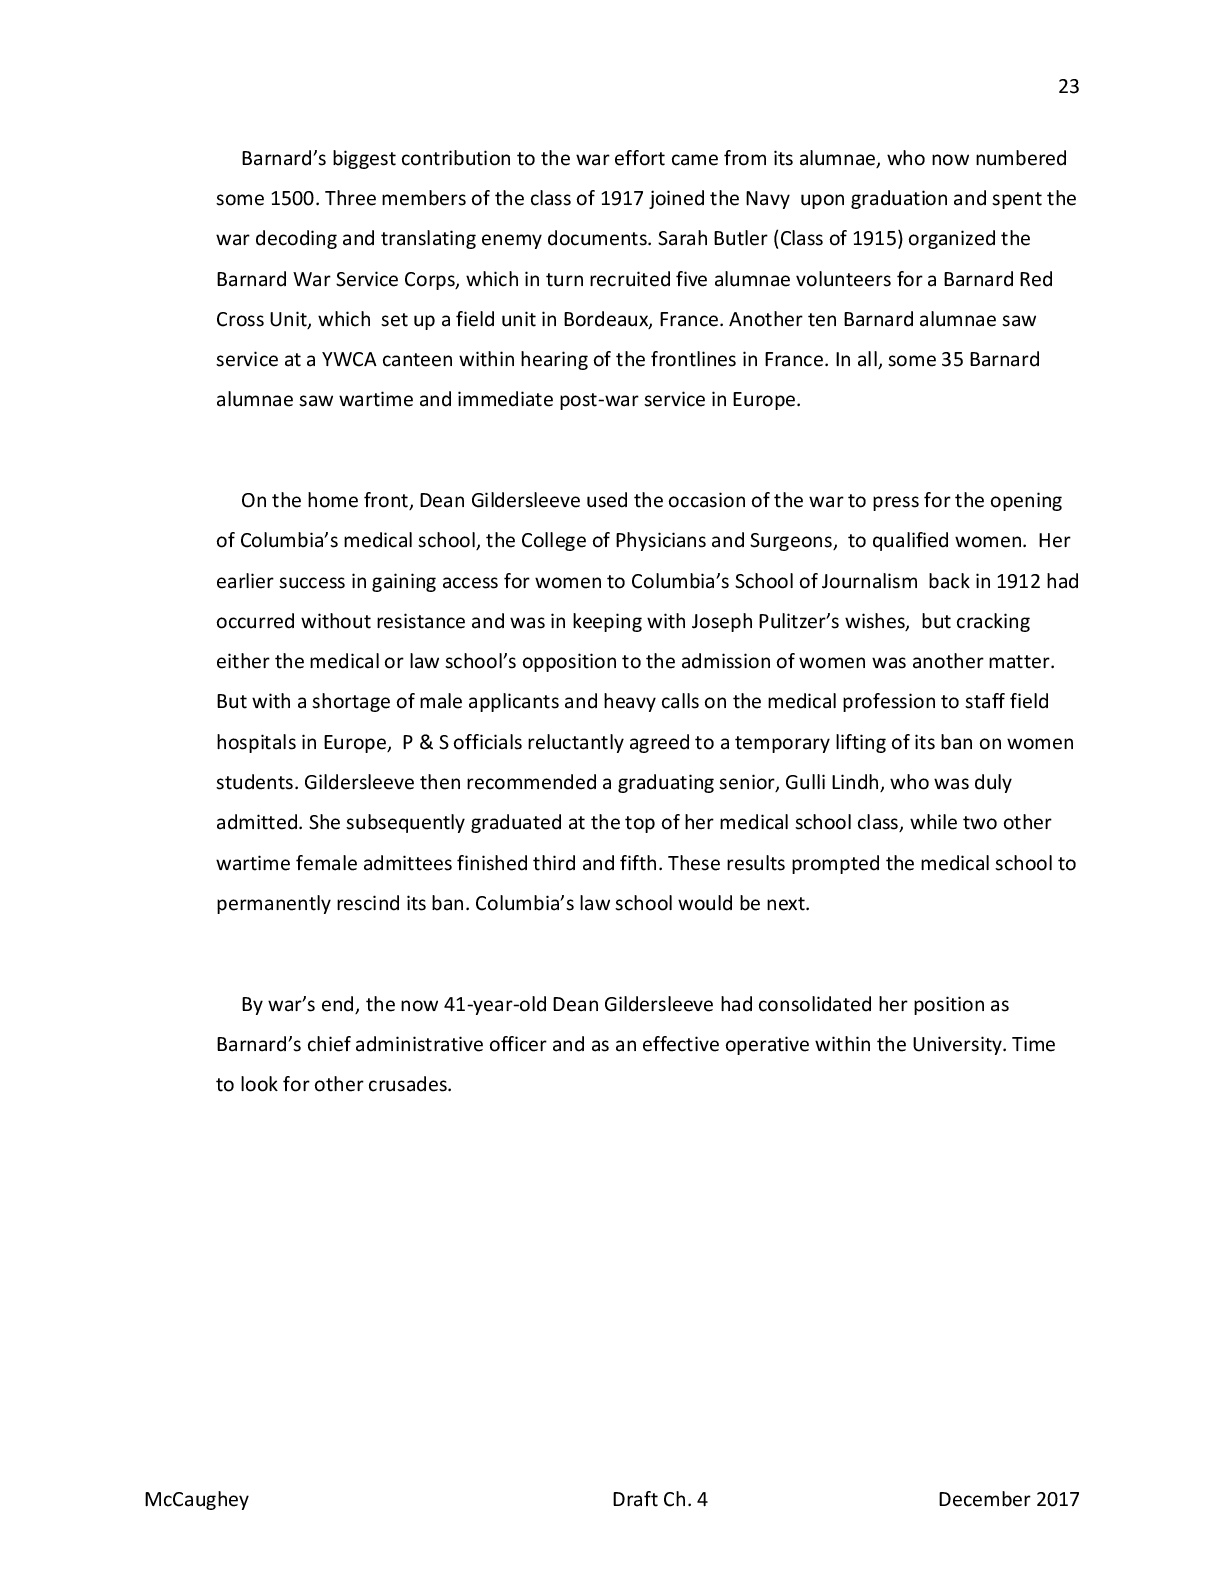 23
Barnard’s biggest contribution to the war effort came from its alumnae, who now numbered
some 1500. Three members of the class of 1917 joined the Navy  upon graduation and spent the
war decoding and translating enemy documents. Sarah Butler (Class of 1915) organized the
Barnard War Service Corps, which in turn recruited five alumnae volunteers for a Barnard Red
Cross Unit, which  set up a field unit in Bordeaux, France. Another ten Barnard alumnae saw
service at a YWCA canteen within hearing of the frontlines in France. In all, some 35 Barnard
alumnae saw wartime and immediate post-war service in Europe.
On the home front, Dean Gildersleeve used the occasion of the war to press for the opening
of Columbia’s medical school, the College of Physicians and Surgeons,  to qualified women.  Her
earlier success in gaining access for women to Columbia’s School of Journalism  back in 1912 had
occurred without resistance and was in keeping with Joseph Pulitzer’s wishes,  but cracking
either the medical or law school’s opposition to the admission of women was another matter.
But with a shortage of male applicants and heavy calls on the medical profession to staff field
hospitals in Europe,  P & S officials reluctantly agreed to a temporary lifting of its ban on women
students. Gildersleeve then recommended a graduating senior, Gulli Lindh, who was duly
admitted. She subsequently graduated at the top of her medical school class, while two other
wartime female admittees finished third and fifth. These results prompted the medical school to
permanently rescind its ban. Columbia’s law school would be next.
By war’s end, the now 41-year-old Dean Gildersleeve had consolidated her position as
Barnard’s chief administrative officer and as an effective operative within the University. Time
to look for other crusades.
McCaughey Draft Ch. 4 December 2017